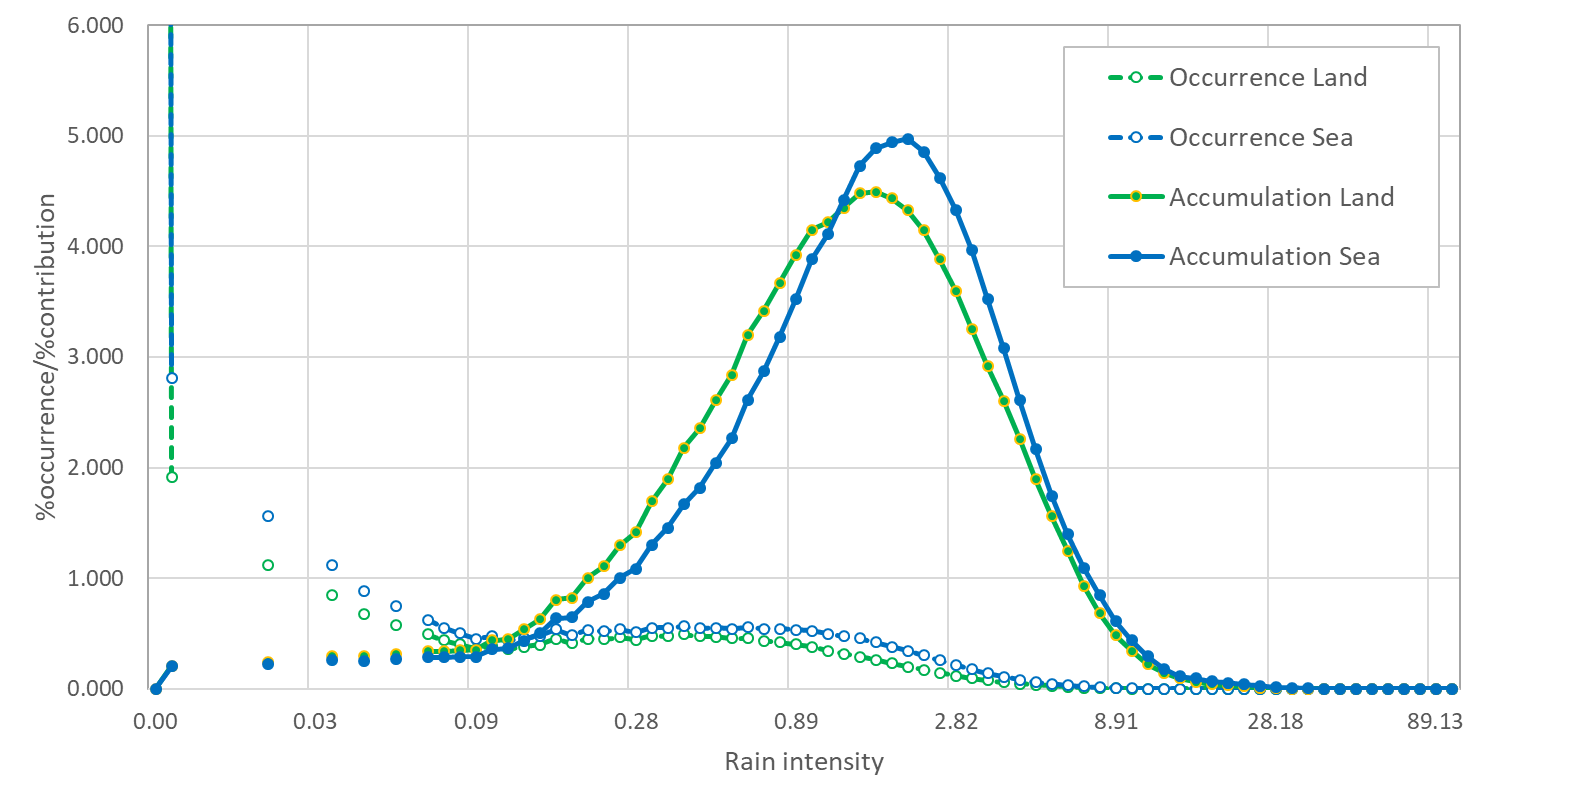 6.000
5.000
4.000
3.000
2.000
1.000
0.000
%occurrence/%contribution
Occurrence Land
Occurrence Sea
Accumulation Land
Accumulation Sea
0.00 0.03 0.09 0.28 0.89 2.82 8.91 28.18 89.13
Rain intensity